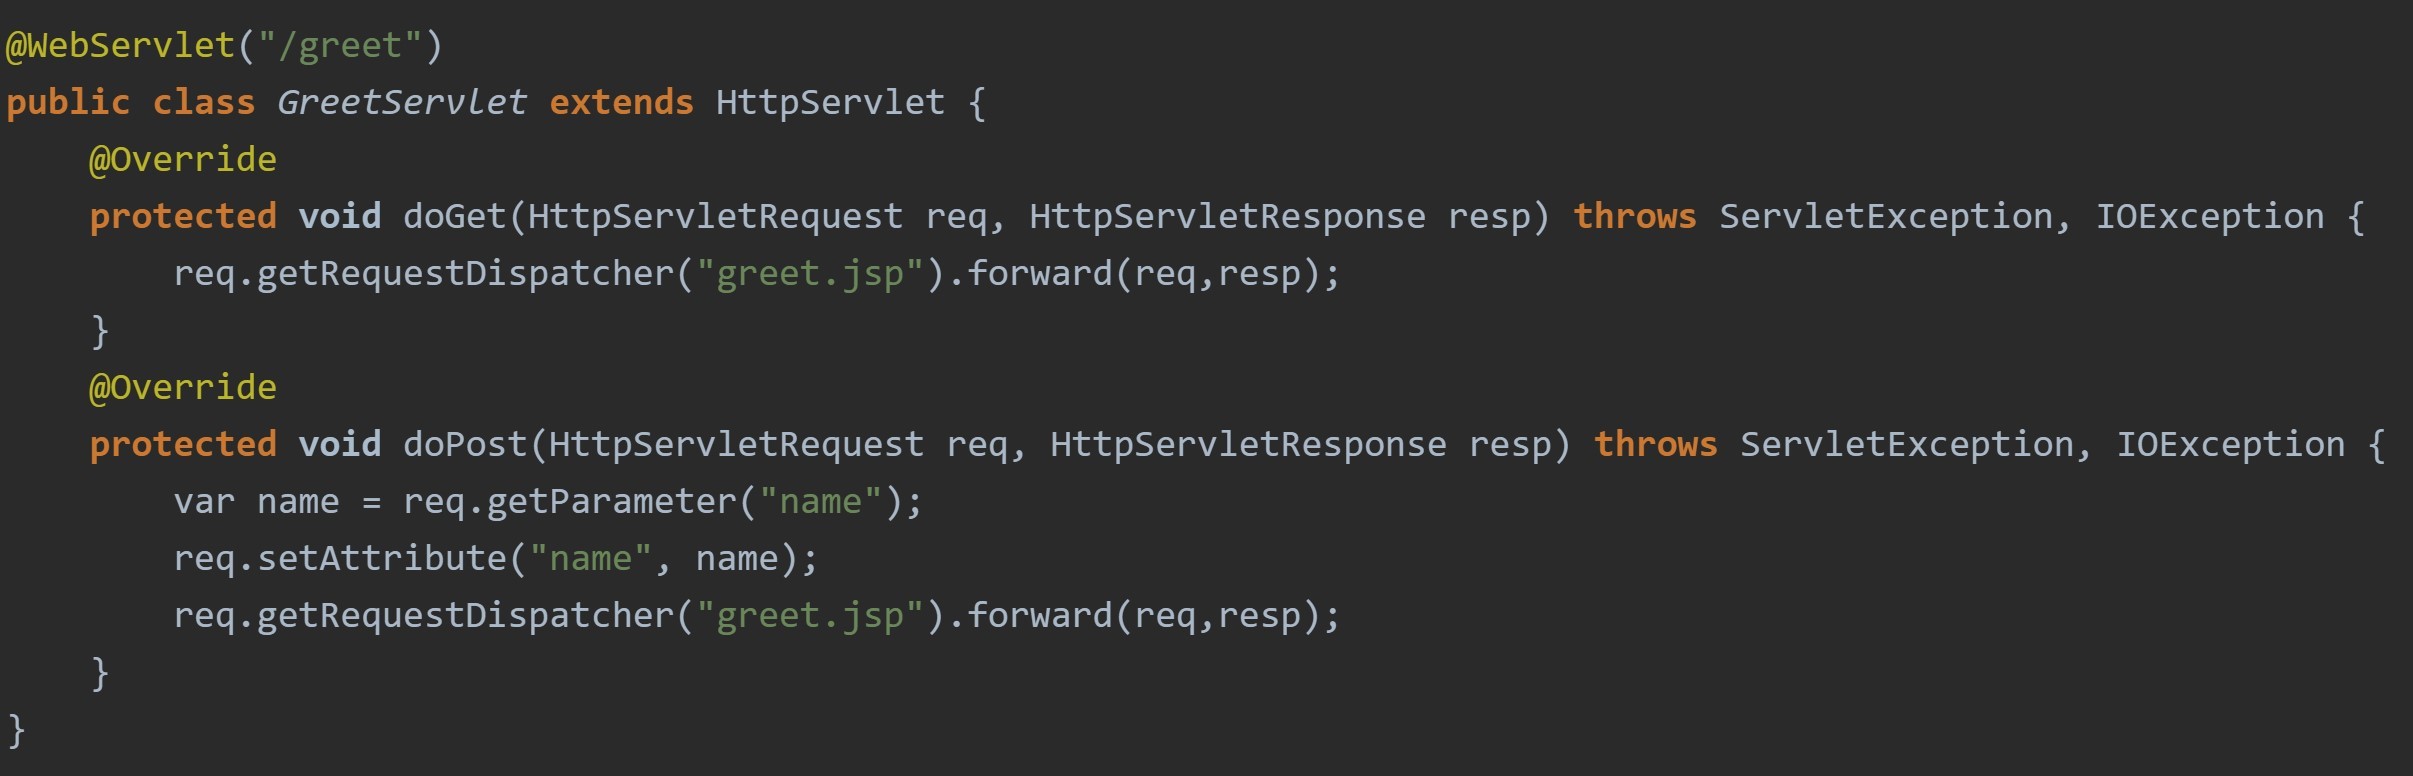 @WebServlet("/greet")
public class GreetServlet extends HttpServlet {
    @Override
    protected void doGet(HttpServletRequest req, HttpServletResponse resp) throws ServletException, IOException {
        req.getRequestDispatcher("greet.jsp").forward(req,resp);
    }
    @Override
    protected void doPost(HttpServletRequest req, HttpServletResponse resp) throws ServletException, IOException {
        var name = req.getParameter("name");
        req.setAttribute("name", name);
        req.getRequestDispatcher("greet.jsp").forward(req,resp);
    }
}